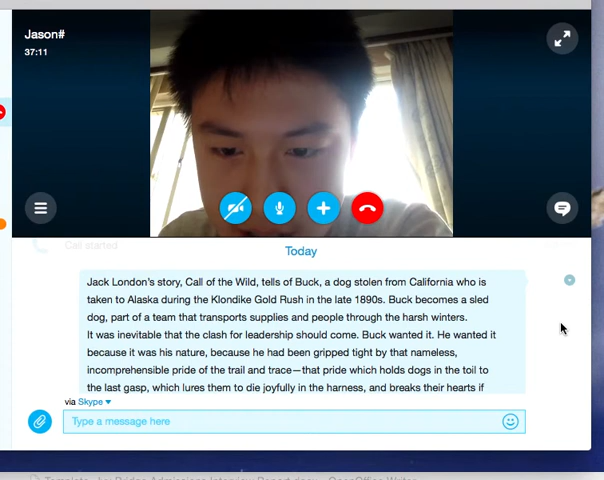 Jason#
37:11
Call started
Today
Jack London's story, Call of the Wild, tells of Buck, a dog stolen from California who is
taken to Alaska during the Klondike Gold Rush in the late 1890s. Buck becomes a sled
dog, part of a team that transports supplies and people through the harsh winters.
It was inevitable that the clash for leadership should come. Buck wanted it. He wanted it
because it was his nature, because he had been gripped tight by that nameless,
incomprehensible pride of the trail and trace—that pride which holds dogs in the toil to
the last gasp, which lures them to die joyfully in the harness, and breaks their hearts if
via Skype
Type a message here